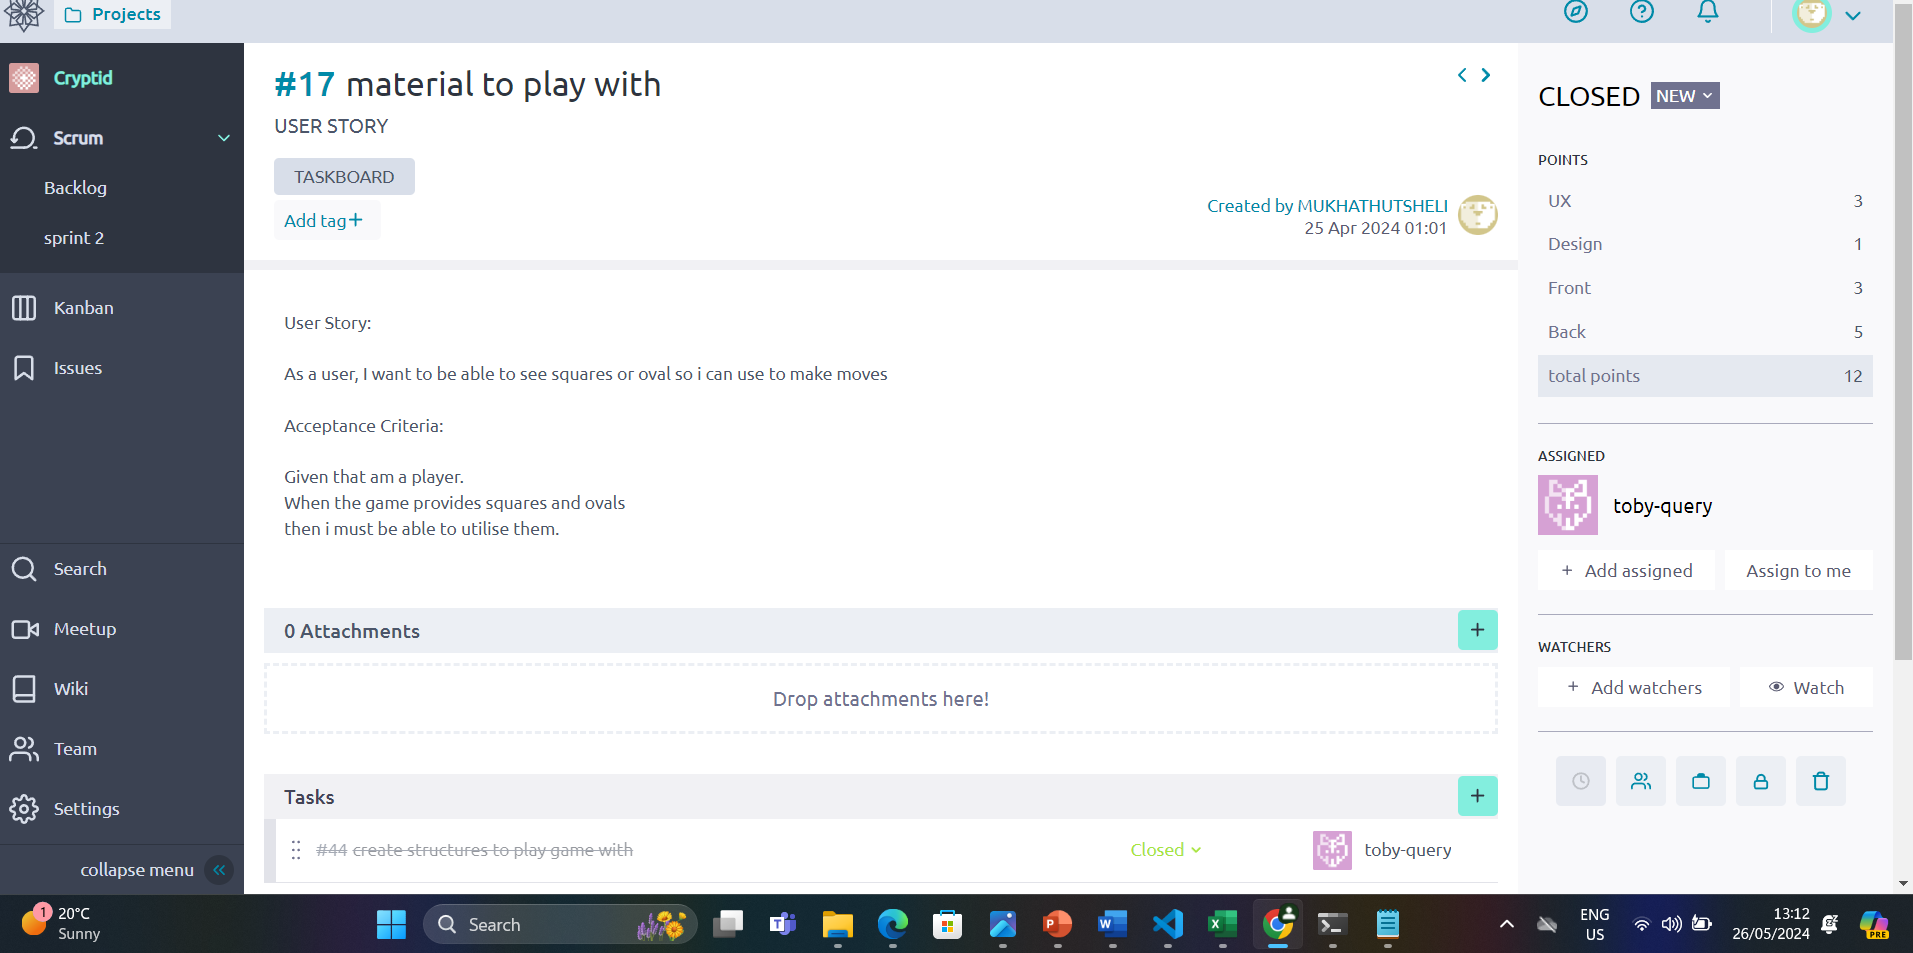 Projects
Cryptid
Scrum
Backlog
sprint 2
Kanban
Issues
Search
Meetup
Wiki
Team
Settings
collapse menu
#17 material to play with
USER STORY
TASKBOARD
Add tag+
Created by MUKHATHUTSHELI
25 Apr 2024 01:01
User Story:
As a user, I want to be able to see squares or oval so i can use to make moves
Acceptance Criteria:
Given that am a player.
When the game provides squares and ovals
then i must be able to utilise them.
0 Attachments
+
Drop attachments here!
Tasks
+
#44 create structures to play game with Closed toby-query
CLOSED NEW
POINTS
UX 3
Design 1
Front 3
Back 5
total points 12
ASSIGNED
toby-query
+ Add assigned Assign to me
WATCHERS
+ Add watchers Watch
1 20°C
Sunny
Search
ENG
US
13:12
26/05/2024
PRE